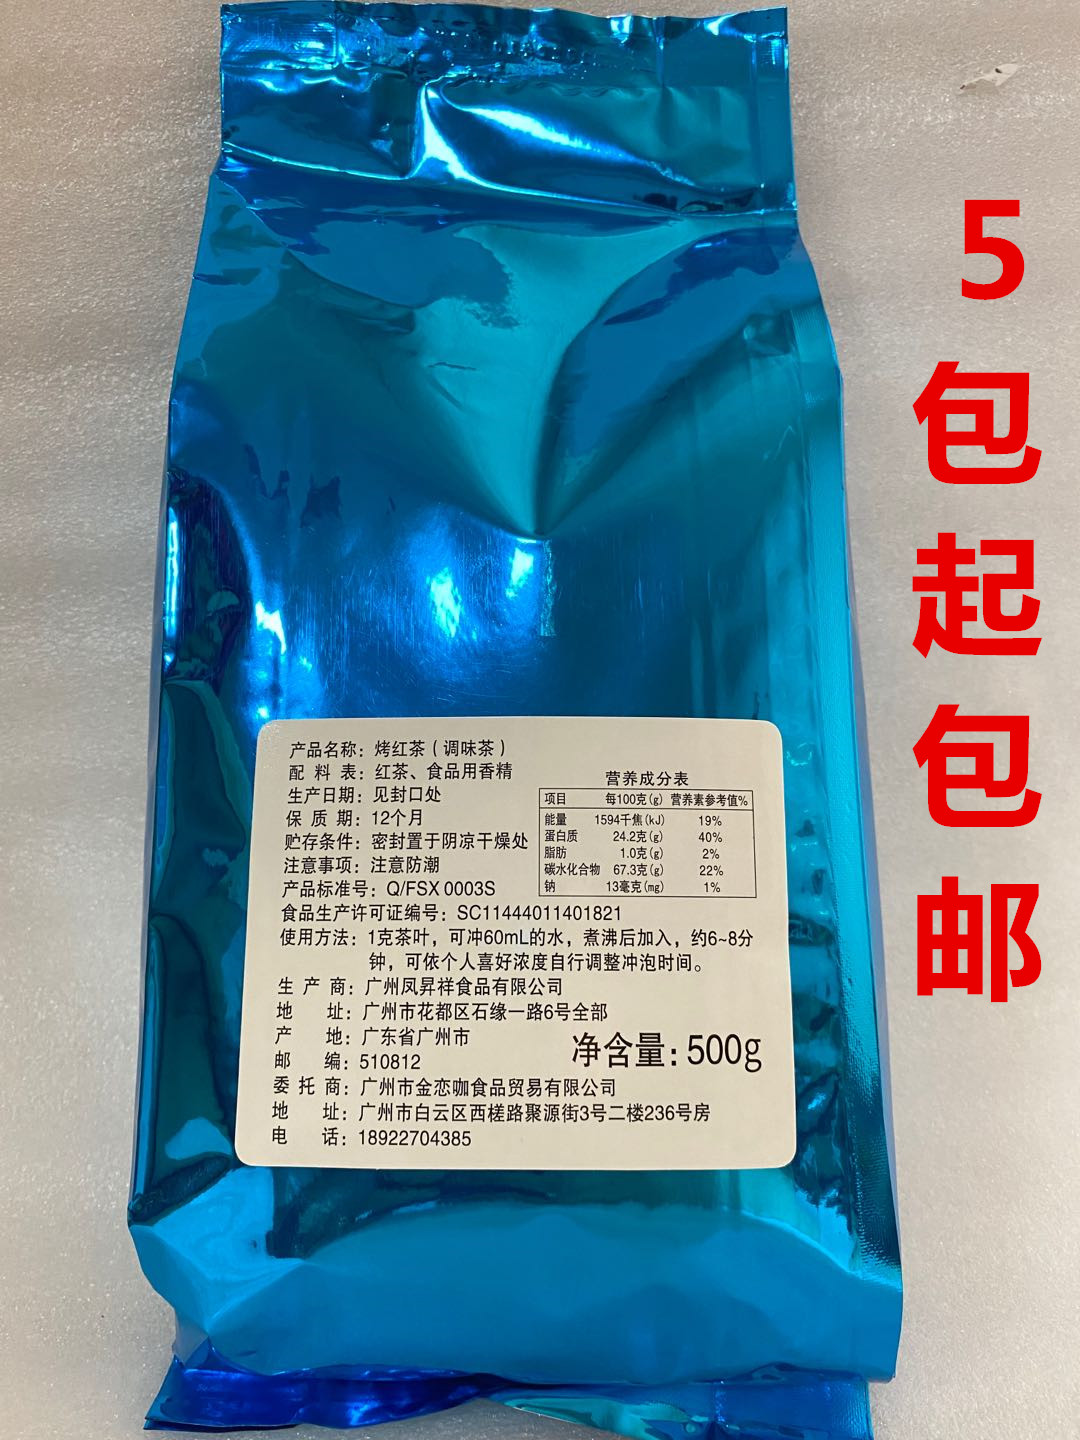 产品名称：烤红茶（调味茶）
配 料 表：红茶、食品用香精
生产日期：见封口处
保 质 期：12个月
贮存条件：密封置于阴凉干燥处
注意事项：注意防潮
产品标准号：Q/FSX 0003S
食品生产许可证编号：SC11444011401821
使用方法：1克茶叶，可冲60mL的水，煮沸后加入，约6~8分
钟，可依个人喜好浓度自行调整冲泡时间。
生 产 商：广州凤昇祥食品有限公司
地 址：广州市花都区石缘一路6号全部
产 地：广东省广州市
邮 编：510812
委 托 商：广州市金恋咖食品贸易有限公司
地 址：广州市白云区西槎路聚源街3号二楼236号房
电 话：18922704385
营养成分表
项目 每100克(g) 营养素参考值%
能量 1594千焦(kJ) 19%
蛋白质 24.2克(g) 40%
脂肪 1.0克(g) 2%
碳水化合物 67.3克(g) 22%
钠 13毫克(mg) 1%
净含量：500g
5包起包邮